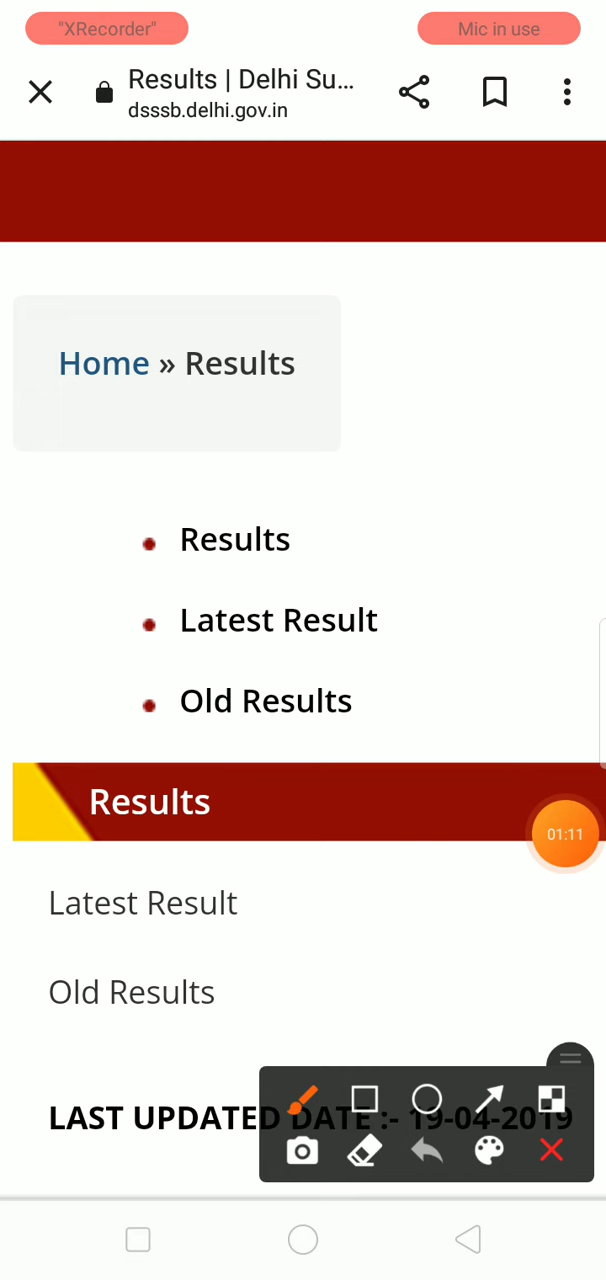 "XRecorder"
Mic in use
Results | Delhi Su...
dsssb.delhi.gov.in
Home » Results
Results
Latest Result
Old Results
Results
01:11
Latest Result
Old Results
LAST UPDATED DATE :- 19-04-2019